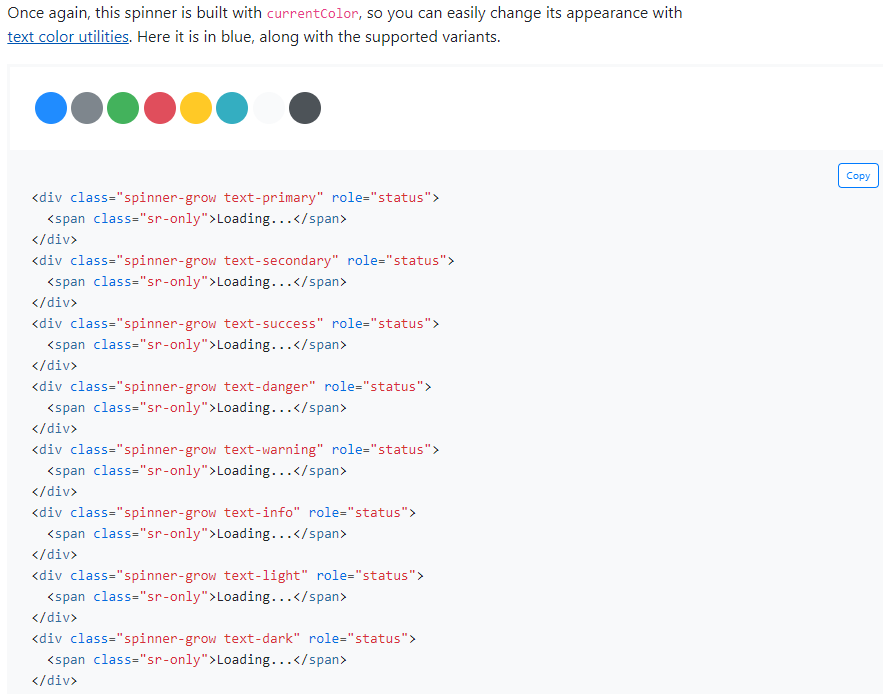 Once again, this spinner is built with currentColor, so you can easily change its appearance with
text color utilities. Here it is in blue, along with the supported variants.
Copy
<div class="spinner-grow text-primary" role="status">
  <span class="sr-only">Loading...</span>
</div>
<div class="spinner-grow text-secondary" role="status">
  <span class="sr-only">Loading...</span>
</div>
<div class="spinner-grow text-success" role="status">
  <span class="sr-only">Loading...</span>
</div>
<div class="spinner-grow text-danger" role="status">
  <span class="sr-only">Loading...</span>
</div>
<div class="spinner-grow text-warning" role="status">
  <span class="sr-only">Loading...</span>
</div>
<div class="spinner-grow text-info" role="status">
  <span class="sr-only">Loading...</span>
</div>
<div class="spinner-grow text-light" role="status">
  <span class="sr-only">Loading...</span>
</div>
<div class="spinner-grow text-dark" role="status">
  <span class="sr-only">Loading...</span>
</div>